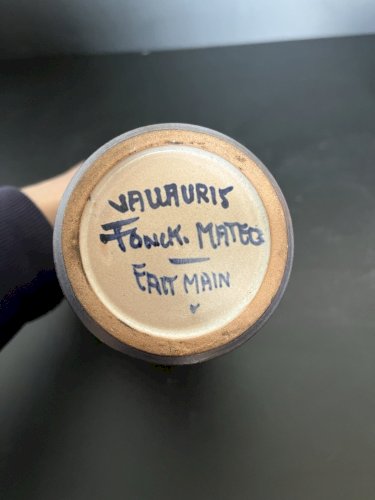 VALLAURIS
FONCK. MATEO
FAIT MAIN